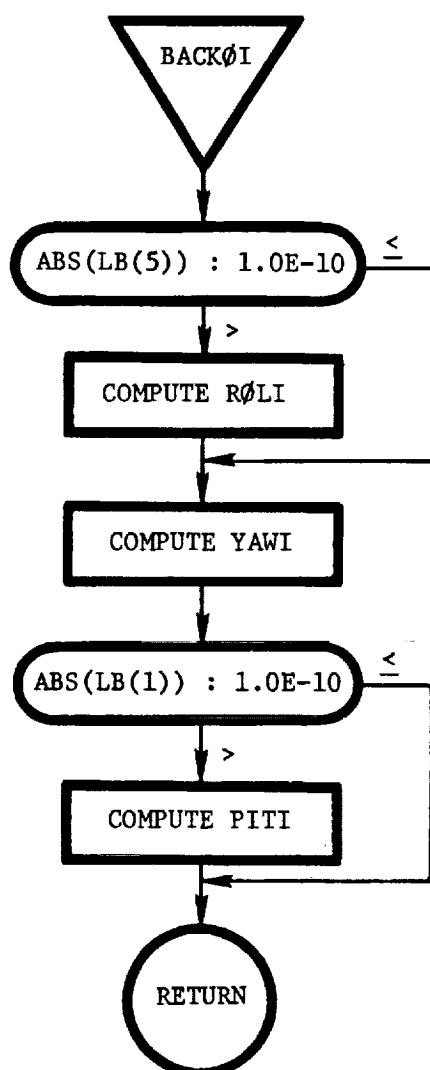 BACKØI
ABS(LB(5)) : 1.0E-10
≤
>
COMPUTE RØLI
COMPUTE YAWI
ABS(LB(1)) : 1.0E-10
≤
>
COMPUTE PITI
RETURN